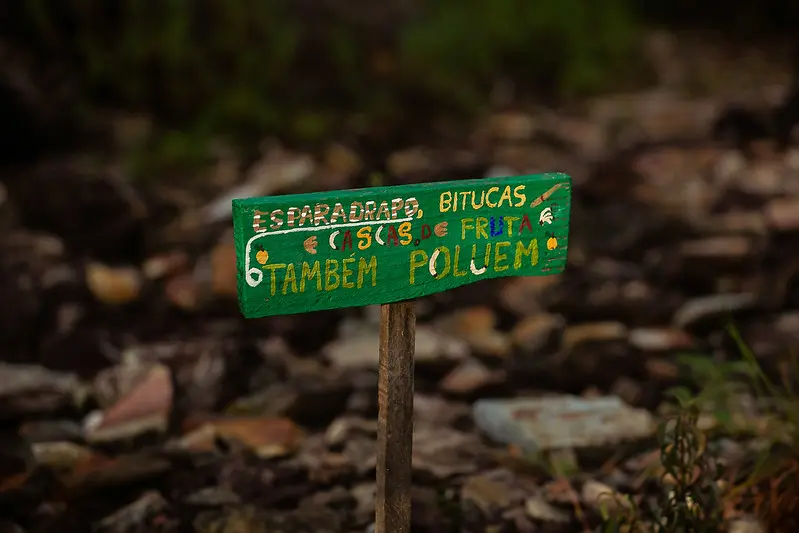 ESPARADRAPO, BITUCAS
E CASCAS DE FRUTA
TAMBÉM POLUEM